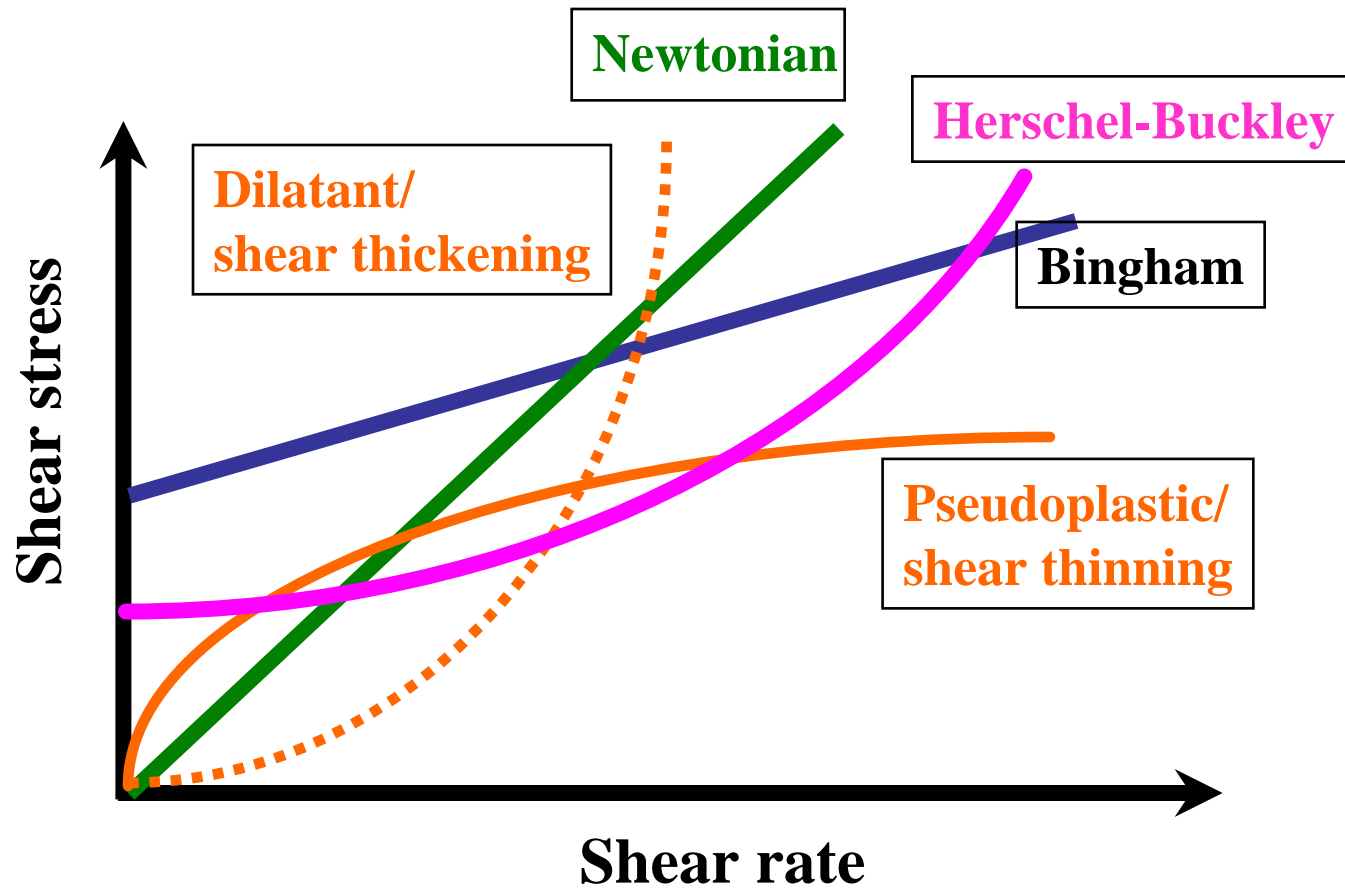 Newtonian
Herschel-Buckley
Dilatant/
shear thickening
Bingham
Shear stress
Pseudoplastic/
shear thinning
Shear rate